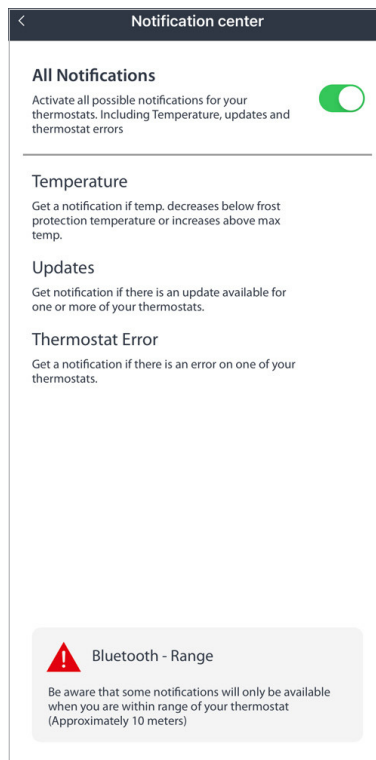 Notification center
All Notifications
Activate all possible notifications for your
thermostats. Including Temperature, updates and
thermostat errors
Temperature
Get a notification if temp. decreases below frost
protection temperature or increases above max
temp.
Updates
Get notification if there is an update available for
one or more of your thermostats.
Thermostat Error
Get a notification if there is an error on one of your
thermostats.
Bluetooth - Range
Be aware that some notifications will only be available
when you are within range of your thermostat
(Approximately 10 meters)